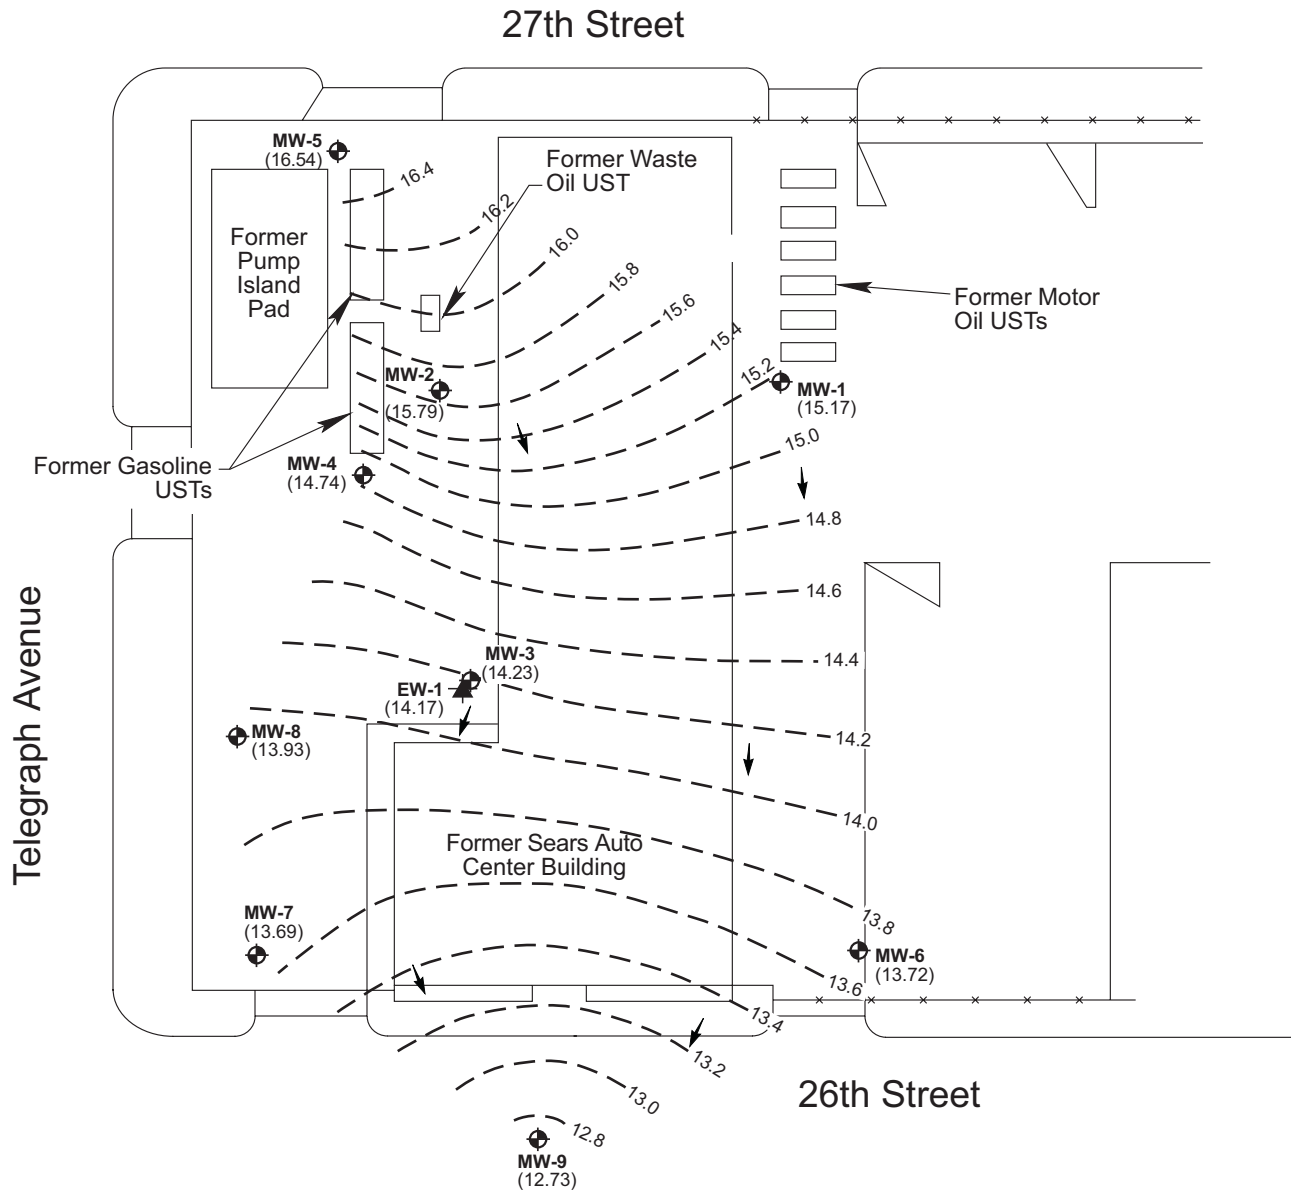 27th Street
MW-5
(16.54)
16.4
Former Waste
Oil UST
16.2
16.0
Former
Pump
Island
Pad
15.8
15.6
15.4
15.2
Former Motor
Oil USTs
MW-2
(15.79)
MW-1
(15.17)
15.0
Former Gasoline
USTs
MW-4
(14.74)
14.8
14.6
14.4
MW-3
(14.23)
EW-1
(14.17)
14.2
MW-8
(13.93)
14.0
Telegraph Avenue
Former Sears Auto
Center Building
13.8
MW-7
(13.69)
MW-6
(13.72)
13.6
13.4
13.2
13.0
26th Street
12.8
MW-9
(12.73)